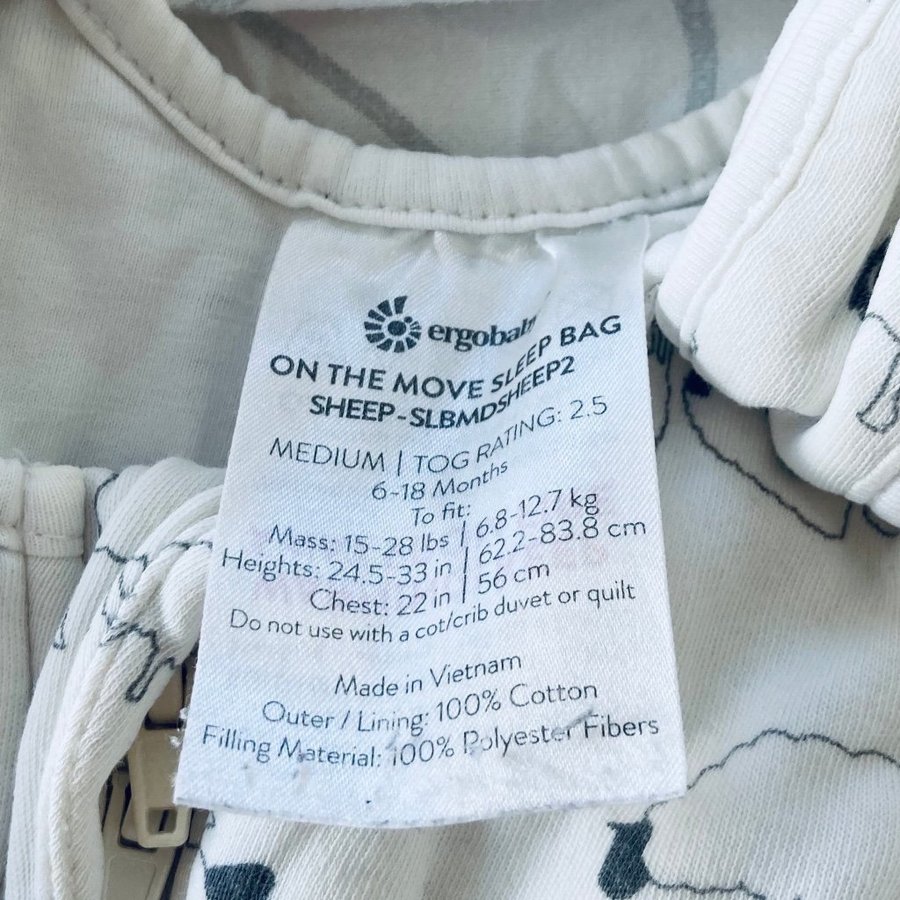 ergobaby
ON THE MOVE SLEEP BAG
SHEEP-SLBMDSHEEP2
MEDIUM | TOG RATING: 2.5
6-18 Months
To fit:
Mass: 15-28 lbs | 6.8-12.7 kg
Heights: 24.5-33 in | 62.2-83.8 cm
Chest: 22 in | 56 cm
Do not use with a cot/crib duvet or quilt
Made in Vietnam
Outer / Lining: 100% Cotton
Filling Material: 100% Polyester Fibers